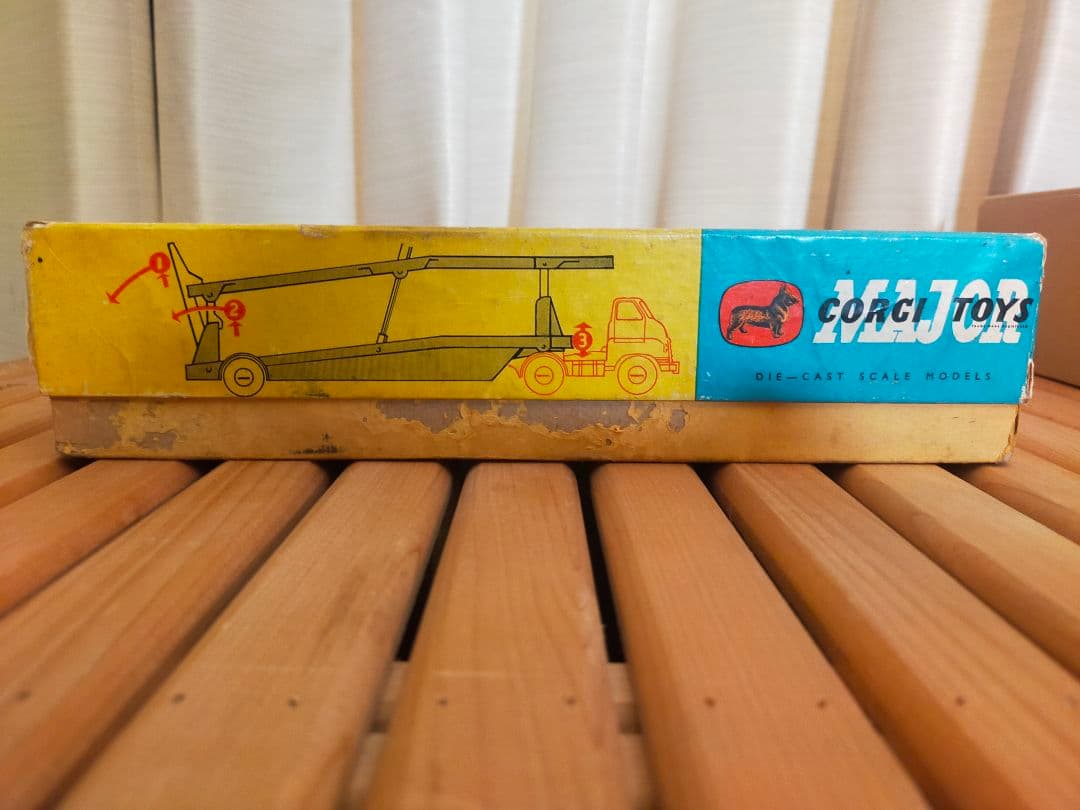 1
2
3
CORGI TOYS
MAJOR
DIE—CAST SCALE MODELS